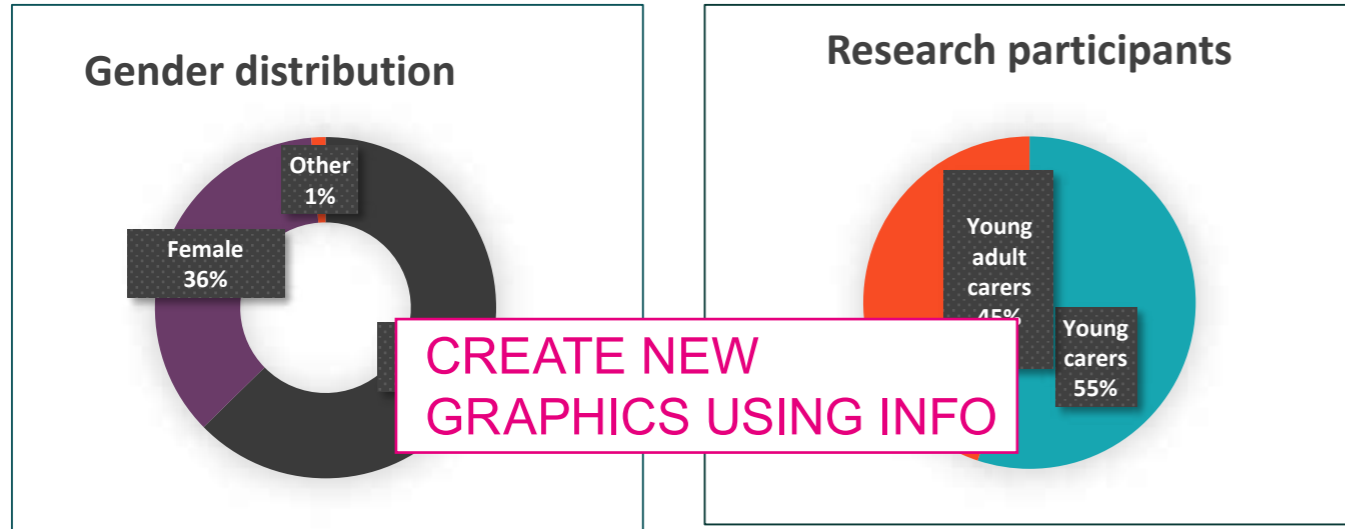 Gender distribution
Other
1%
Female
36%
Research participants
Young
adult
carers
45%
Young
carers
55%
CREATE NEW
GRAPHICS USING INFO